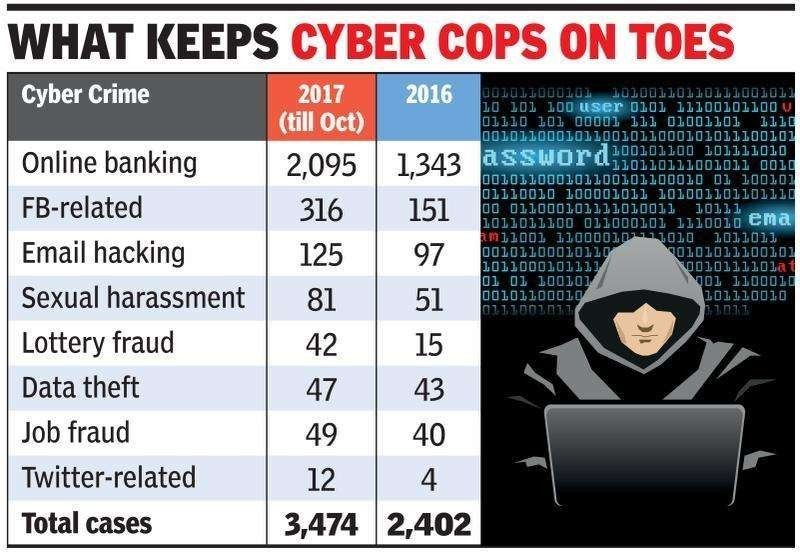 WHAT KEEPS CYBER COPS ON TOES
Cyber Crime 2017 (till Oct) 2016
Online banking 2,095 1,343
FB-related 316 151
Email hacking 125 97
Sexual harassment 81 51
Lottery fraud 42 15
Data theft 47 43
Job fraud 49 40
Twitter-related 12 4
Total cases 3,474 2,402
user
assword
ema
am
at